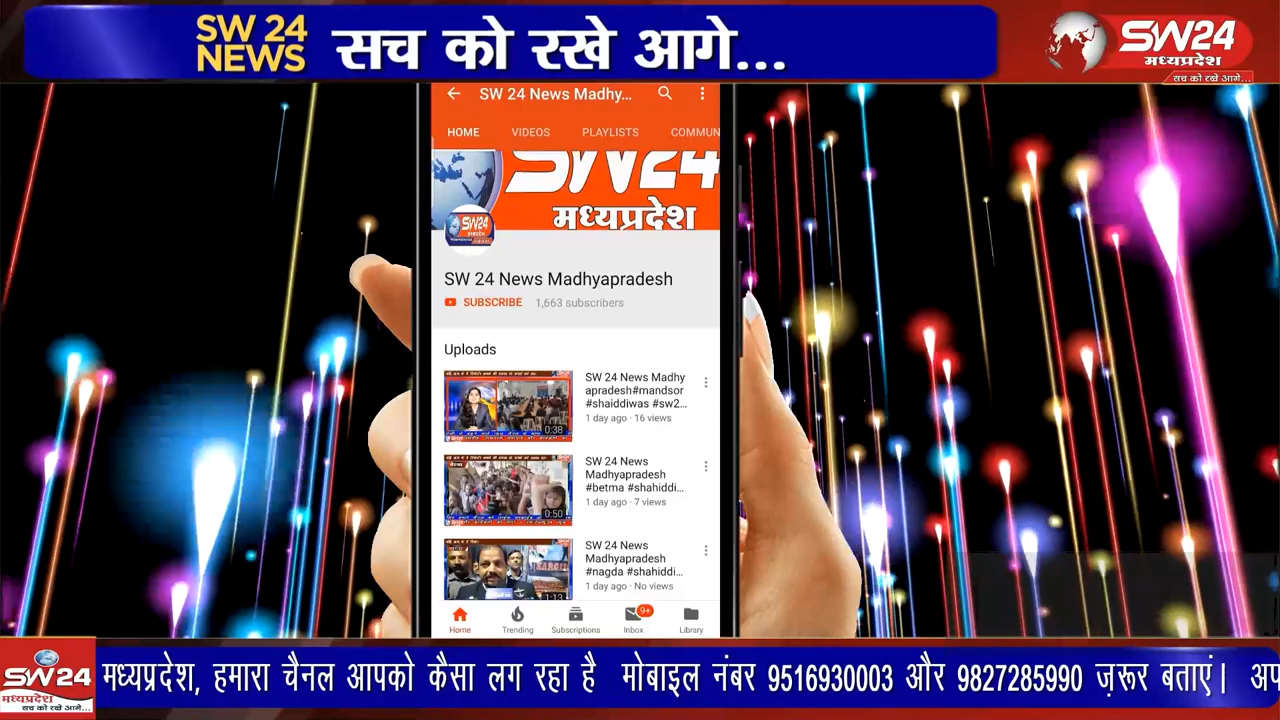 SW 24
NEWS
सच को रखे आगे...
SW24
मध्यप्रदेश
सच को रखे आगे...
SW 24 News Madhy...
HOME VIDEOS PLAYLISTS COMMUN
SW24
मध्यप्रदेश
SW24
SW 24 News Madhyapradesh
SUBSCRIBE 1,663 subscribers
Uploads
SW 24 News Madhy
apradesh#mandsor
#shaiddiwas #sw2...
1 day ago · 16 views
0:38
SW 24 News
Madhyapradesh
#betma #shahiddi...
1 day ago · 7 views
0:50
SW 24 News
Madhyapradesh
#nagda #shahiddi...
1 day ago · No views
1:13
9+
Home Trending Subscriptions Inbox Library
SW24
मध्यप्रदेश
सच को रखे आगे...
मध्यप्रदेश, हमारा चैनल आपको कैसा लग रहा है मोबाइल नंबर 9516930003 और 9827285990 ज़रूर बताएं। अप